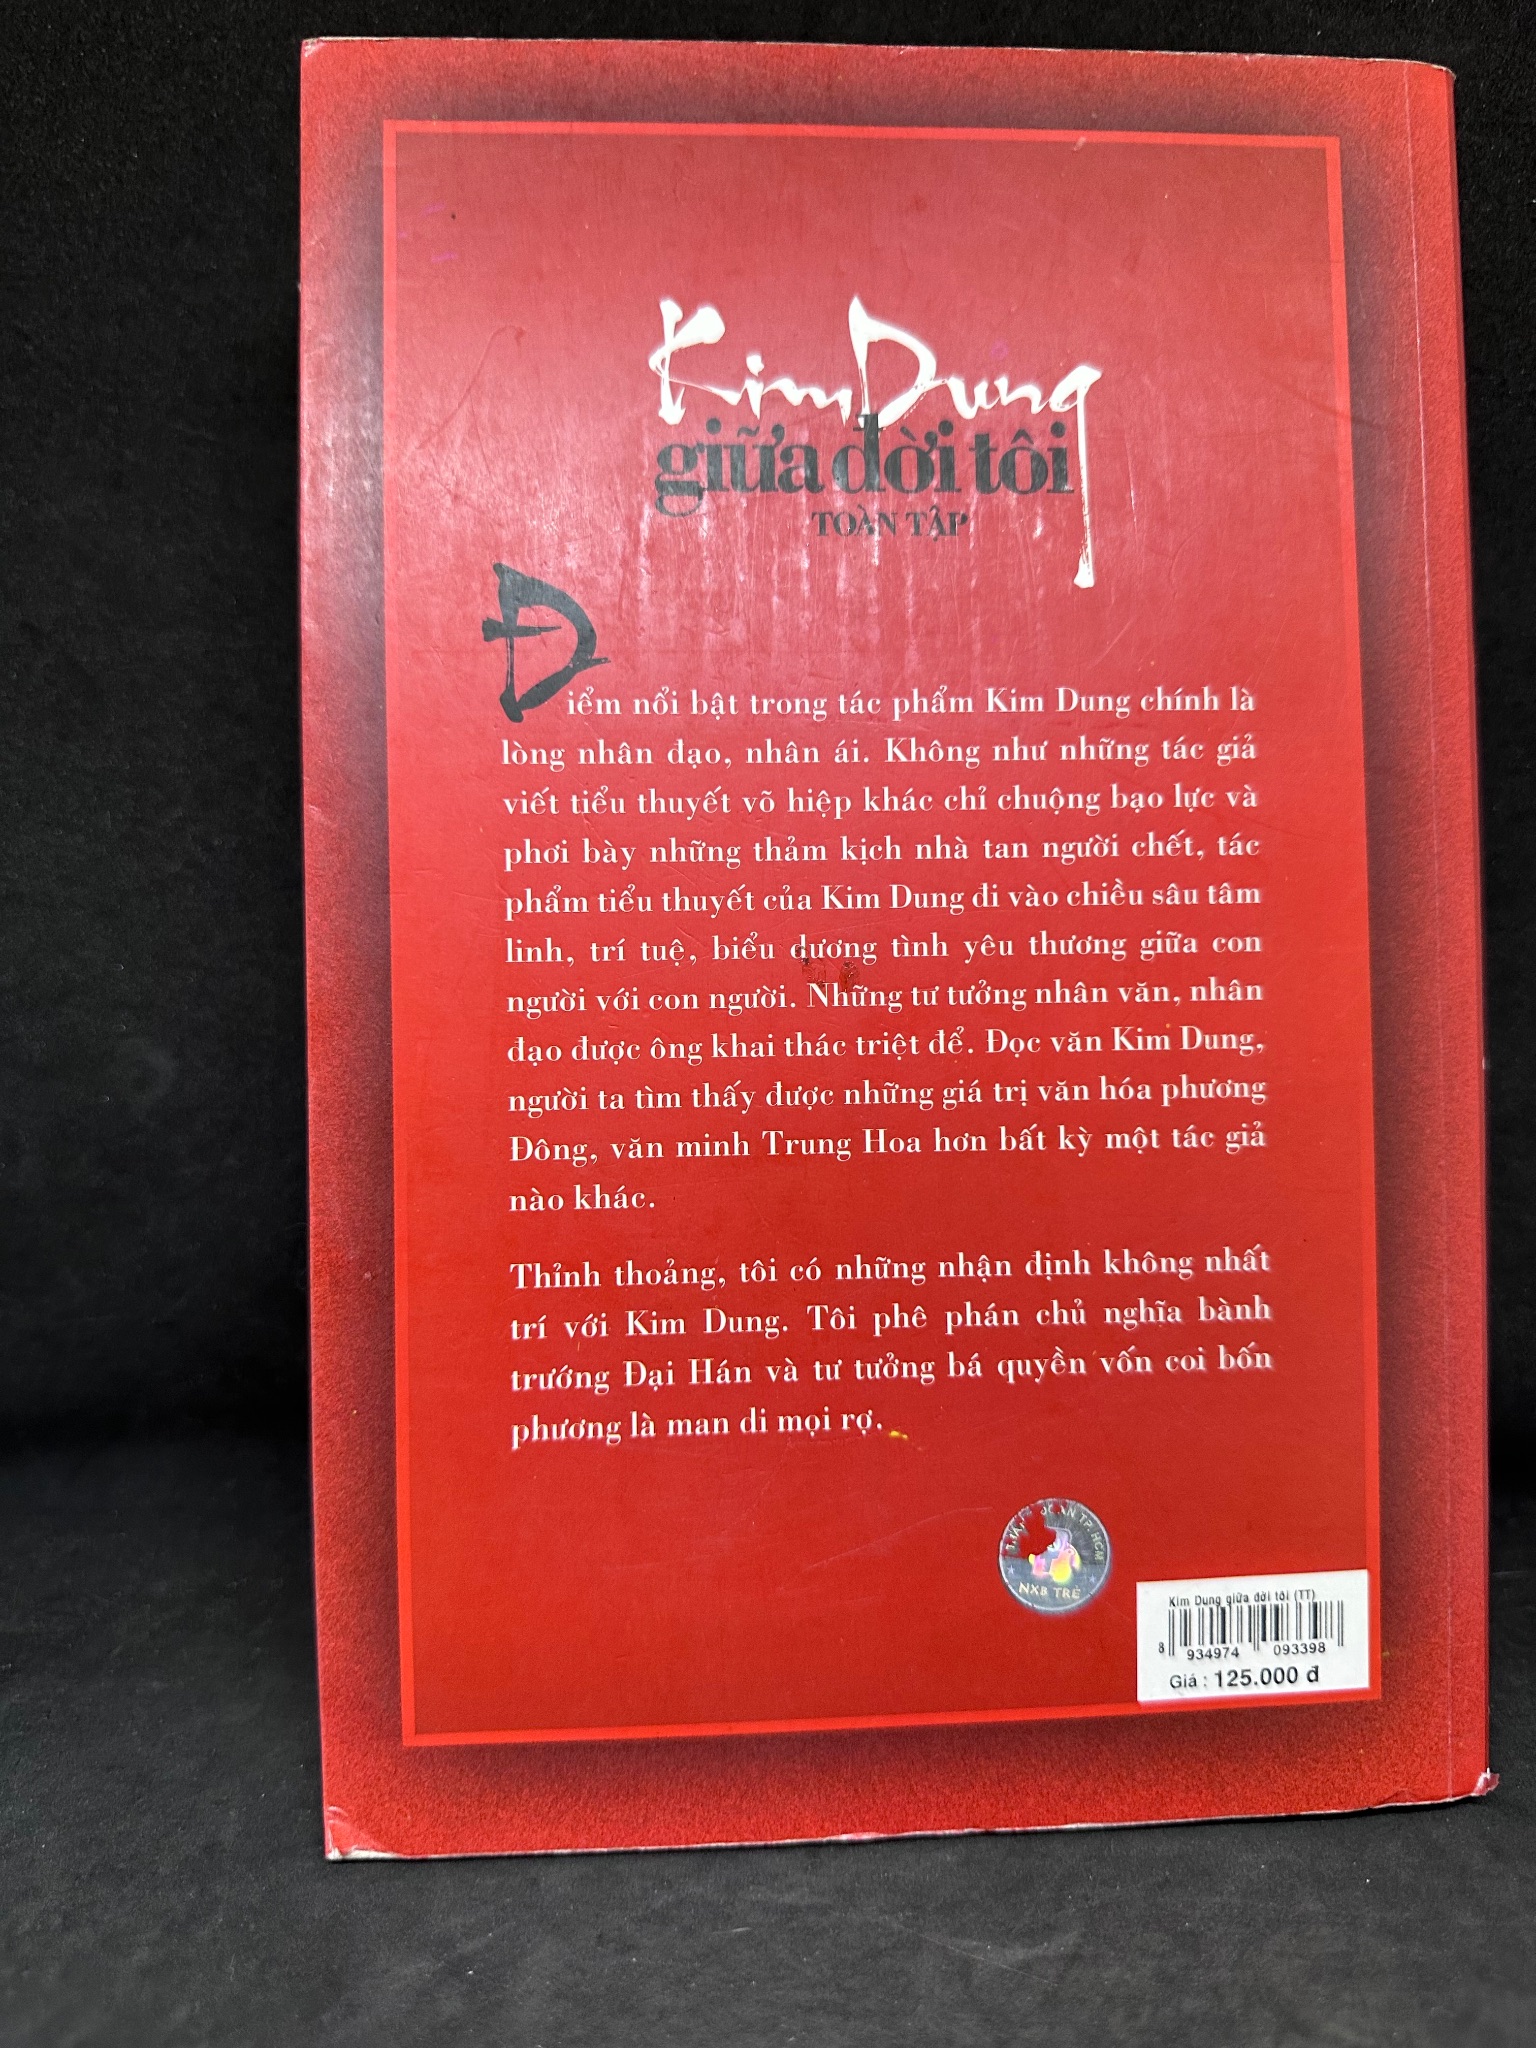 Kim Dung
giữa đời tôi
TOÀN TẬP
Điểm nổi bật trong tác phẩm Kim Dung chính là
lòng nhân đạo, nhân ái. Không như những tác giả
viết tiểu thuyết võ hiệp khác chỉ chuộng bạo lực và
phơi bày những thảm kịch nhà tan người chết, tác
phẩm tiểu thuyết của Kim Dung đi vào chiều sâu tâm
linh, trí tuệ, biểu dương tình yêu thương giữa con
người với con người. Những tư tưởng nhân văn, nhân
đạo được ông khai thác triệt để. Đọc văn Kim Dung,
người ta tìm thấy được những giá trị văn hóa phương
Đông, văn minh Trung Hoa hơn bất kỳ một tác giả
nào khác.
Thỉnh thoảng, tôi có những nhận định không nhất
trí với Kim Dung. Tôi phê phán chủ nghĩa bành
trướng Đại Hán và tư tưởng bá quyền vốn coi bốn
phương là man di mọi rợ.
TP. HCM
NXB TRẺ
Kim Dung giữa đời tôi (TT)
8 934974 093398
Giá : 125.000 đ